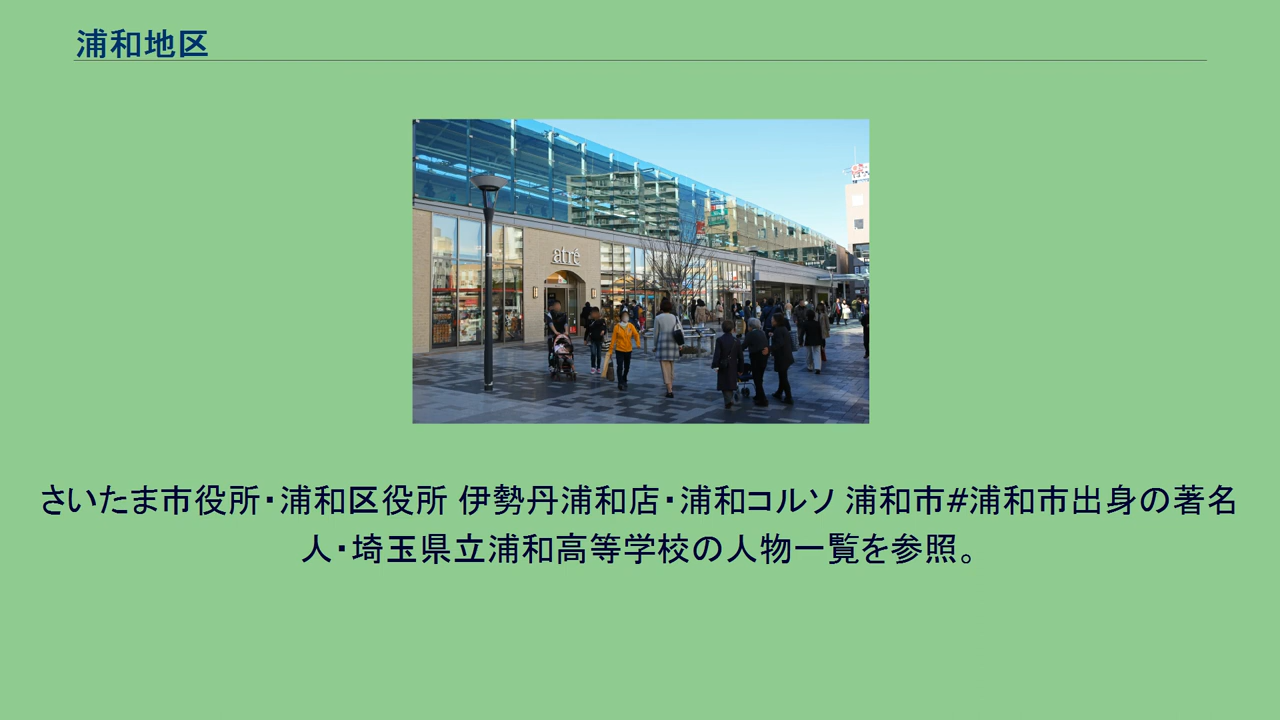 浦和地区
atré
さいたま市役所・浦和区役所 伊勢丹浦和店・浦和コルソ 浦和市#浦和市出身の著名
人・埼玉県立浦和高等学校の人物一覧を参照。